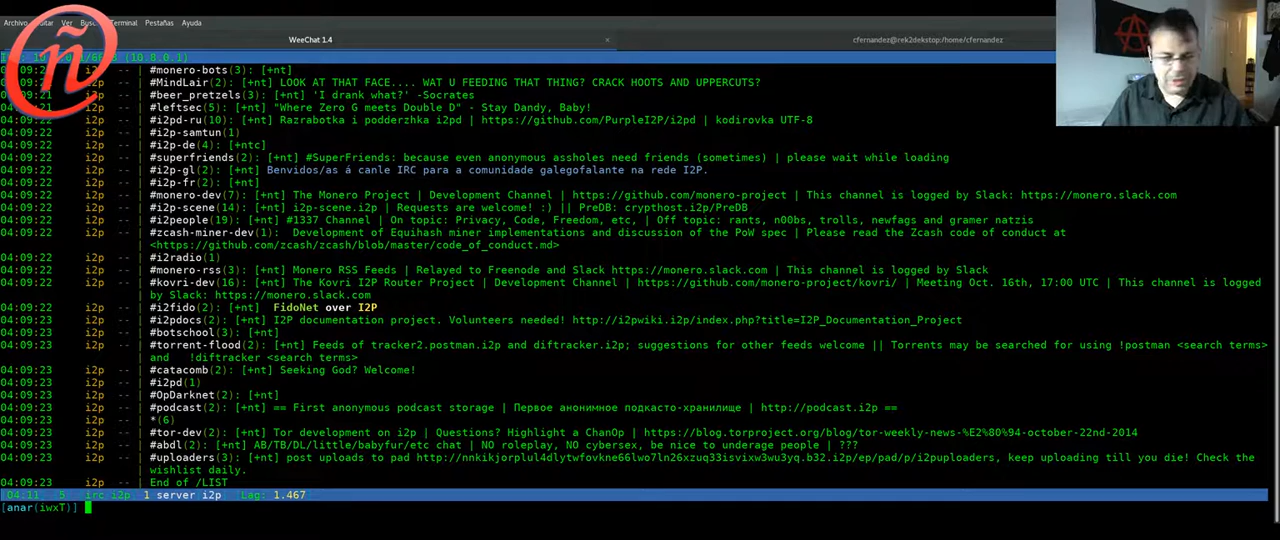 Archivo Editar Ver Terminal Pestañas
WeeChat 1.4 × cfernandez@rek2dekstop:/home/cfernandez
ñ
(10.8.0.1)
i2p -- | #monero-bots(3): [+nt]
i2p -- | #MindLair(2): [+nt] LOOK AT THAT FACE.... WAT U FEEDING THAT THING? CRACK HOOTS AND UPPERCUTS?
04:09:21 i2p -- | #beer_pretzels(3): [+nt] 'I drank what?' -Socrates
i2p -- | #leftsec(5): [+nt] "Where Zero G meets Double D" - Stay Dandy, Baby!
04:09:22 i2p -- | #i2pd-ru(10): [+nt] Razrabotka i podderzhka i2pd | https://github.com/PurpleI2P/i2pd | kodirovka UTF-8
04:09:22 i2p -- | #i2p-samtun(1)
04:09:22 i2p -- | #i2p-de(4): [+ntc]
04:09:22 i2p -- | #superfriends(2): [+nt] #SuperFriends: because even anonymous assholes need friends (sometimes) | please wait while loading
04:09:22 i2p -- | #i2p-gl(2): [+nt] Benvidos/as á canle IRC para a comunidade galegofalante na rede I2P.
04:09:22 i2p -- | #i2p-fr(2): [+nt]
04:09:22 i2p -- | #monero-dev(7): [+nt] The Monero Project | Development Channel | https://github.com/monero-project | This channel is logged by Slack: https://monero.slack.com
04:09:22 i2p -- | #i2p-scene(14): [+nt] i2p-scene.i2p | Requests are welcome! :) || PreDB: crypthost.i2p/PreDB
04:09:22 i2p -- | #i2people(19): [+nt] #1337 Channel | On topic: Privacy, Code, Freedom, etc, | Off topic: rants, n0Obs, trolls, newfags and gramer natzis
04:09:22 i2p -- | #zcash-miner-dev(1): Development of Equihash miner implementations and discussion of the PoW spec | Please read the Zcash code of conduct at
| <https://github.com/zcash/zcash/blob/master/code_of_conduct.md>
04:09:22 i2p -- | #i2radio(1)
04:09:22 i2p -- | #monero-rss(3): [+nt] Monero RSS Feeds | Relayed to Freenode and Slack https://monero.slack.com | This channel is logged by Slack
04:09:22 i2p -- | #kovri-dev(16): [+nt] The Kovri I2P Router Project | Development Channel | https://github.com/monero-project/kovri/ | Meeting Oct. 16th, 17:00 UTC | This channel is logged
| by Slack: https://monero.slack.com
04:09:23 i2p -- | #i2fido(2): [+nt] FidoNet over I2P
04:09:23 i2p -- | #i2pdocs(2): [+nt] I2P documentation project. Volunteers needed! http://i2pwiki.i2p/index.php?title=I2P_Documentation_Project
04:09:23 i2p -- | #botschool(3): [+nt]
04:09:23 i2p -- | #torrent-flood(2): [+nt] Feeds of tracker2.postman.i2p and diftracker.i2p; suggestions for other feeds welcome || Torrents may be searched for using !postman <search terms>
| and !diftracker <search terms>
04:09:23 i2p -- | #catacomb(2): [+nt] Seeking God? Welcome!
04:09:23 i2p -- | #i2pd(1)
04:09:23 i2p -- | #OpDarknet(2): [+nt]
04:09:23 i2p -- | #podcast(2): [+nt] == First anonymous podcast storage | Первое анонимное подкасто-хранилище | http://podcast.i2p ==
04:09:23 i2p -- | *(6)
04:09:23 i2p -- | #tor-dev(2): [+nt] Tor development on i2p | Questions? Highlight a ChanOp | https://blog.torproject.org/blog/tor-weekly-news-%E2%80%94-october-22nd-2014
04:09:23 i2p -- | #abdl(2): [+nt] AB/TB/DL/little/babyfur/etc chat | NO roleplay, NO cybersex, be nice to underage people | ???
04:09:23 i2p -- | #uploaders(3): [+nt] post uploads to pad http://nnkikjorplul4dlytwfovkne66lwo7ln26xzuq33isvixw3wu3yq.b32.i2p/ep/pad/p/i2puploaders, keep uploading till you die! Check the
| wishlist daily.
04:09:23 i2p -- | End of /LIST
04:11 5 irc i2p 1 server i2p Lag: 1.467
[anar(iwxT)]